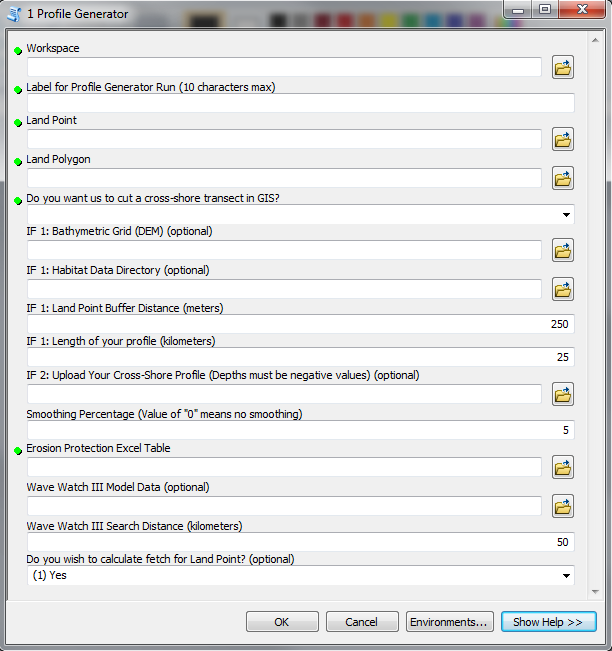 1 Profile Generator
Workspace
Label for Profile Generator Run (10 characters max)
Land Point
Land Polygon
Do you want us to cut a cross-shore transect in GIS?
IF 1: Bathymetric Grid (DEM) (optional)
IF 1: Habitat Data Directory (optional)
IF 1: Land Point Buffer Distance (meters)
250
IF 1: Length of your profile (kilometers)
25
IF 2: Upload Your Cross-Shore Profile (Depths must be negative values) (optional)
Smoothing Percentage (Value of "0" means no smoothing)
5
Erosion Protection Excel Table
Wave Watch III Model Data (optional)
Wave Watch III Search Distance (kilometers)
50
Do you wish to calculate fetch for Land Point? (optional)
(1) Yes
OK Cancel Environments... Show Help >>